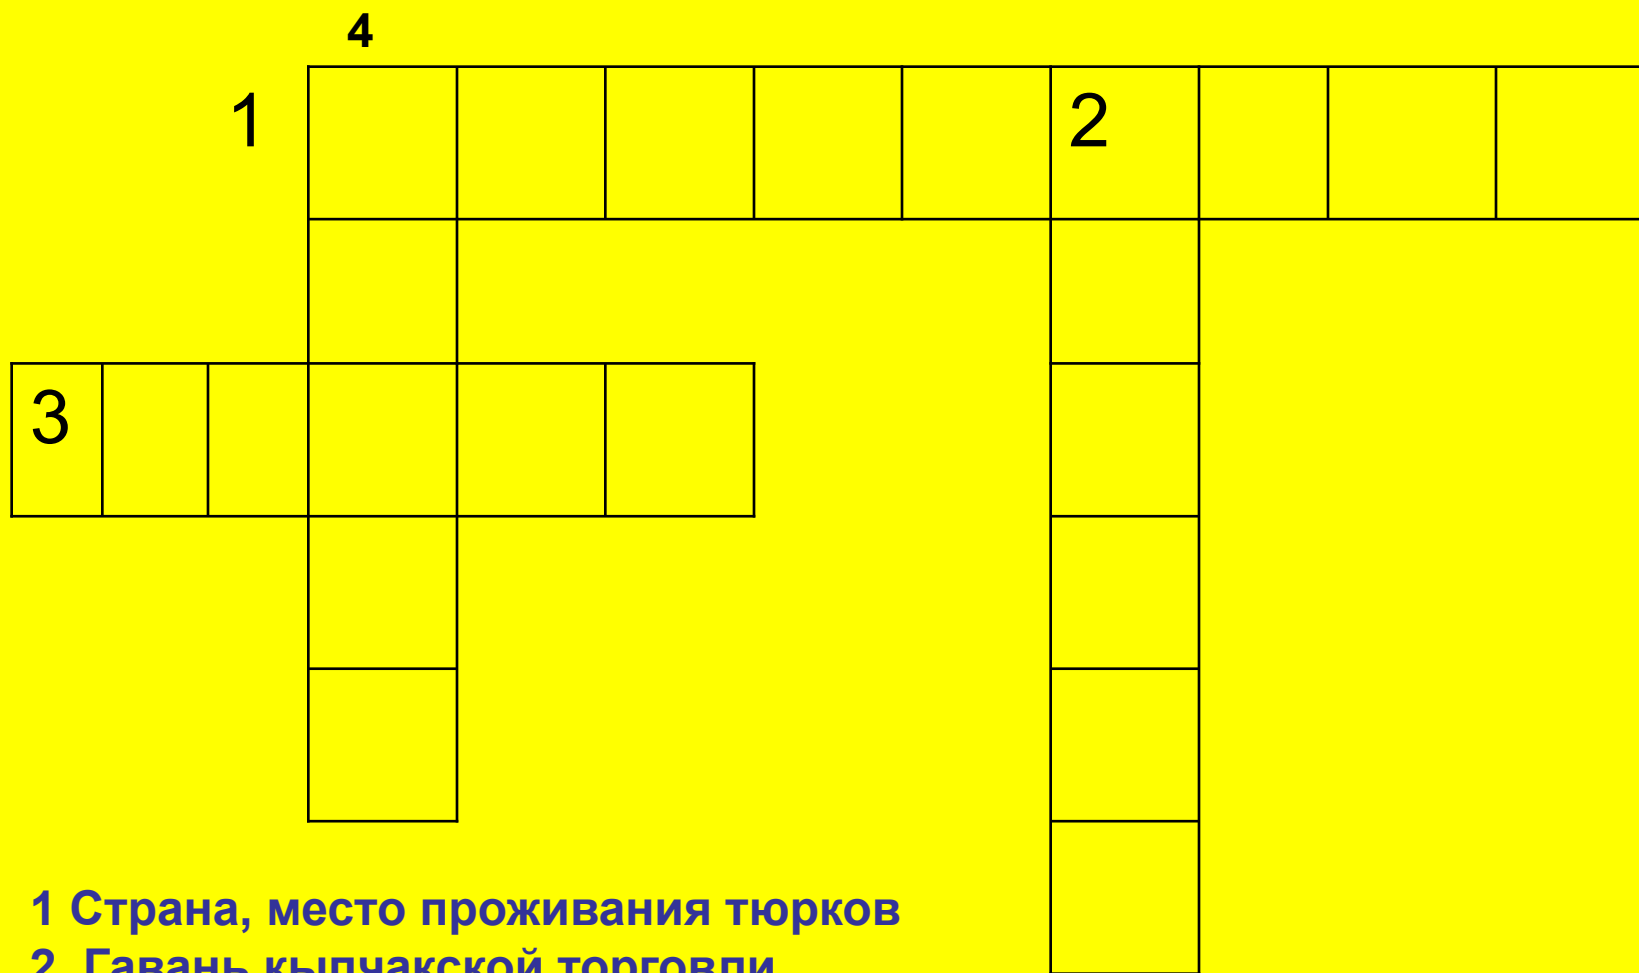 4
1 2
3
1 Страна, место проживания тюрков
2 Гавань кыпчакской торговли